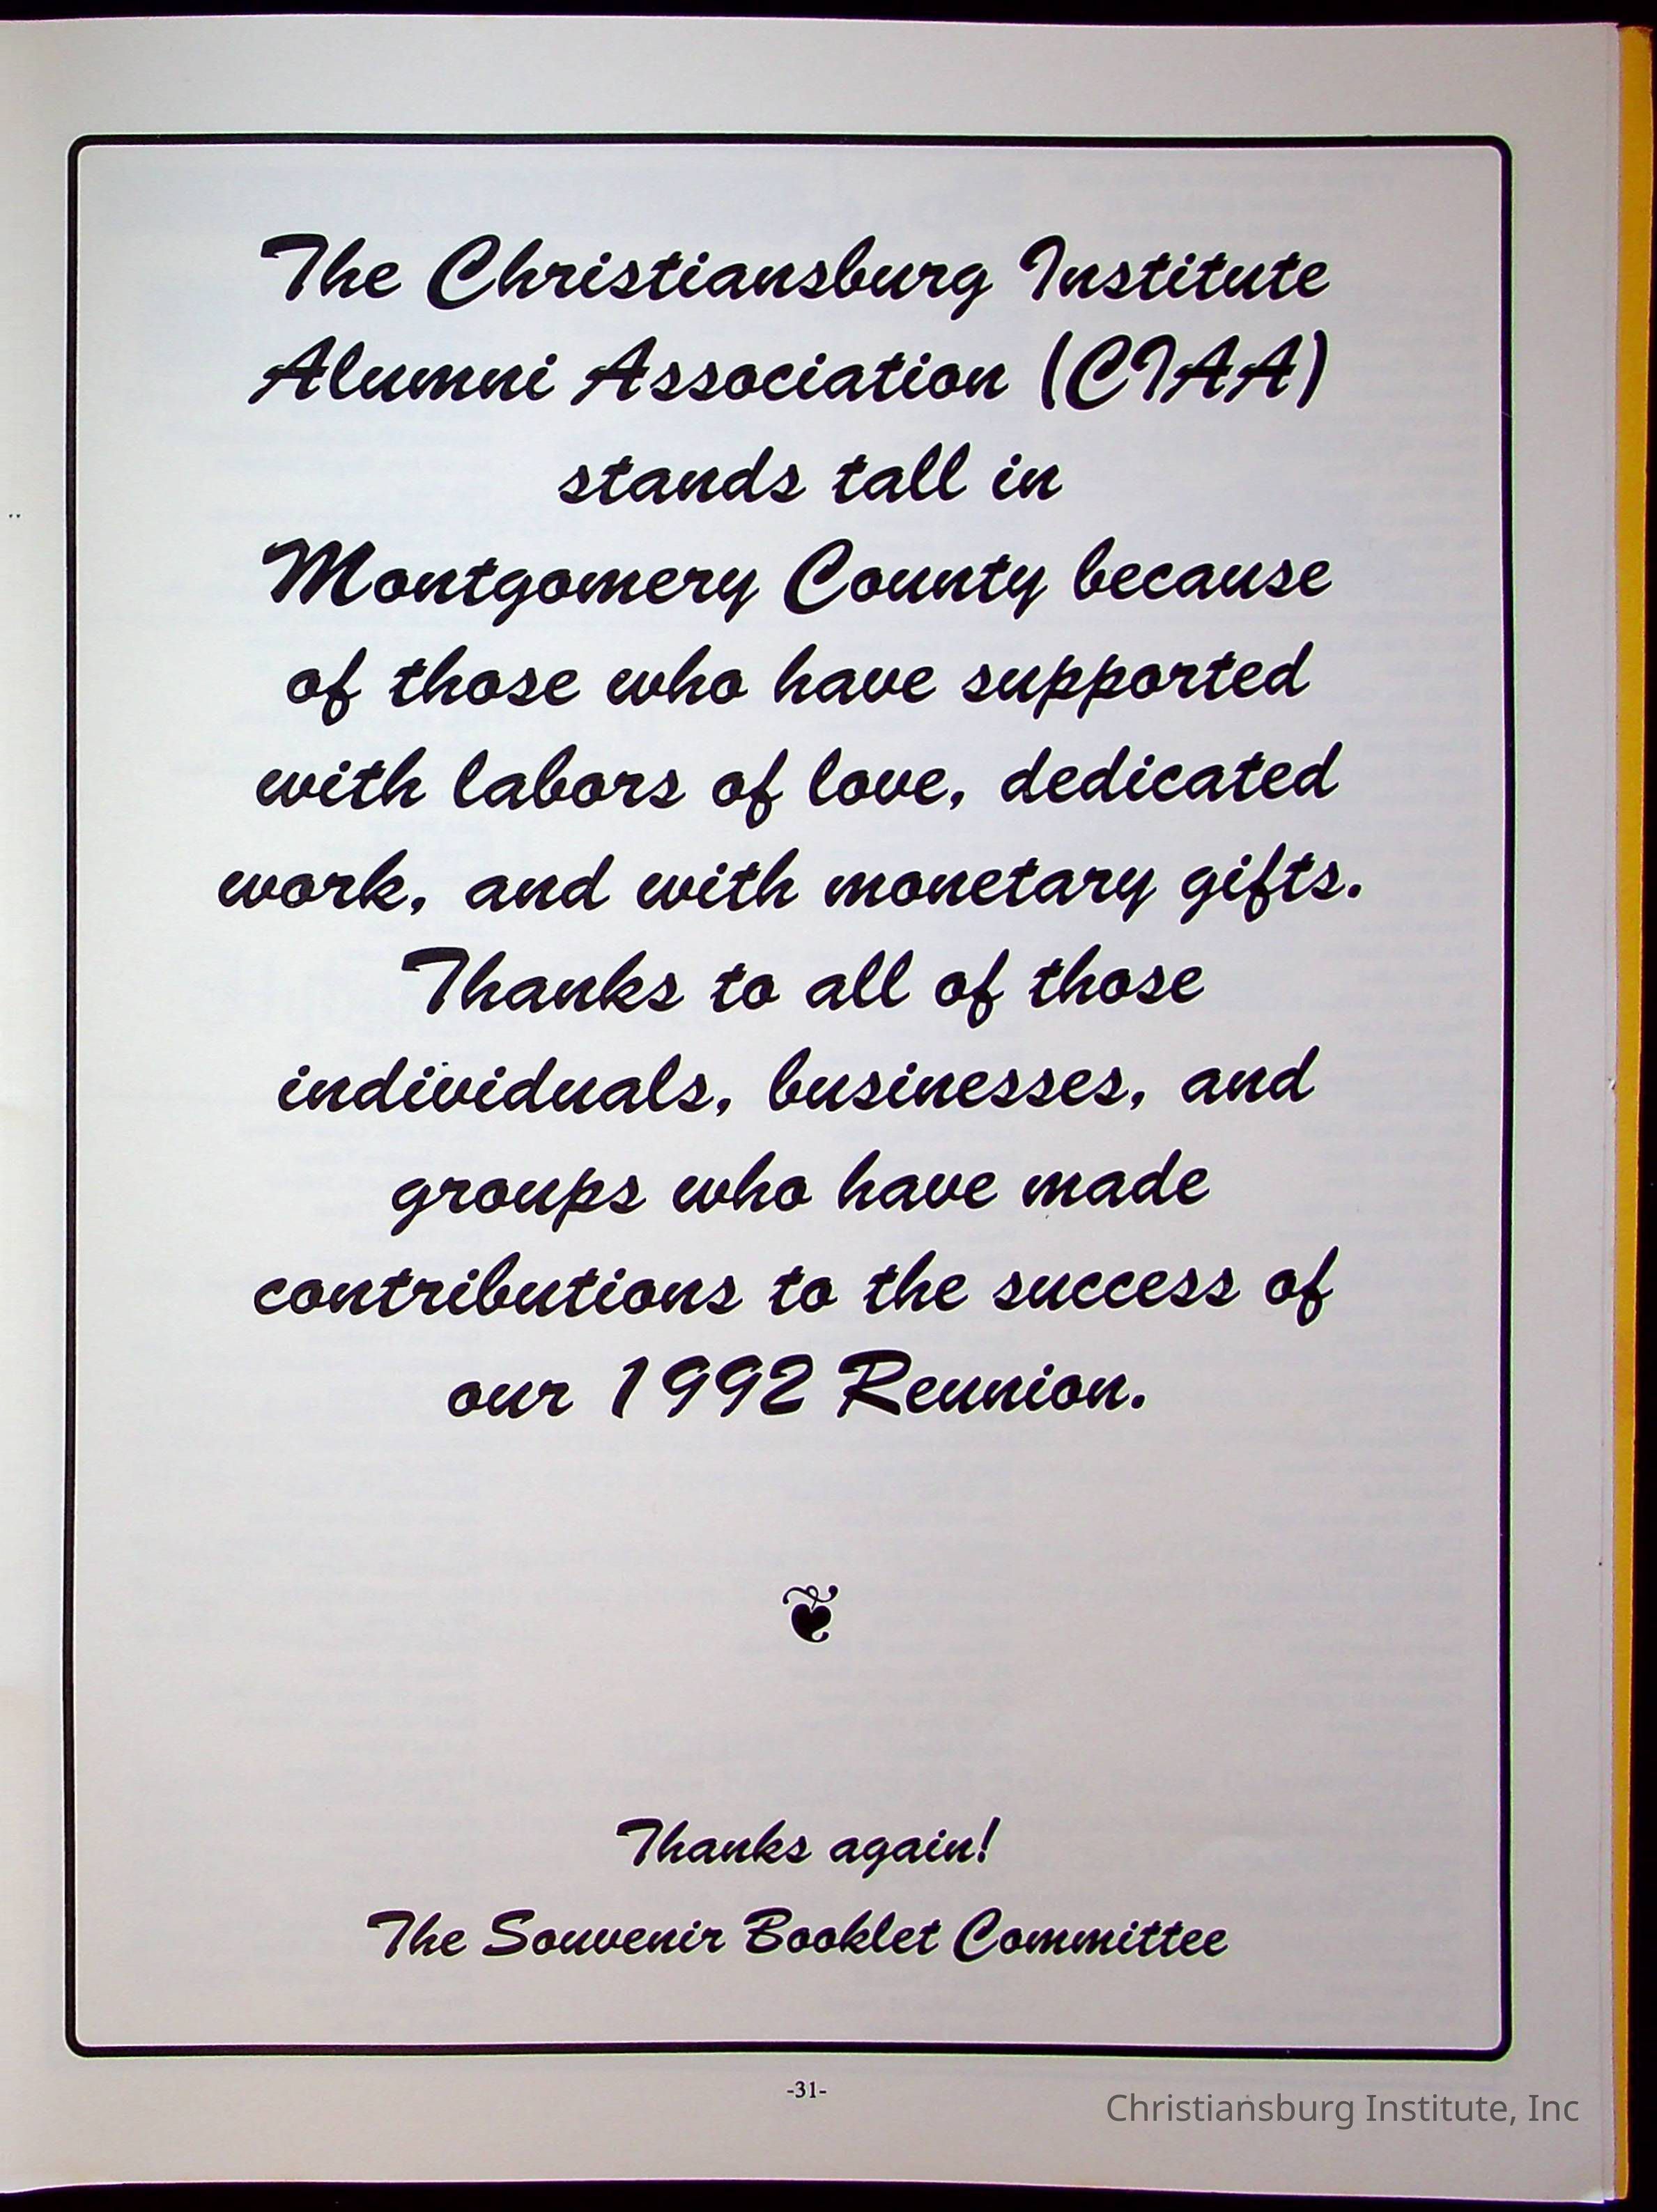 The Christiansburg Institute
Alumni Association (CIAA)
stands tall in
Montgomery County because
of those who have supported
with labors of love, dedicated
work, and with monetary gifts.
Thanks to all of those
individuals, businesses, and
groups who have made
contributions to the success of
our 1992 Reunion.
❦
Thanks again!
The Souvenir Booklet Committee
-31-
Christiansburg Institute, Inc